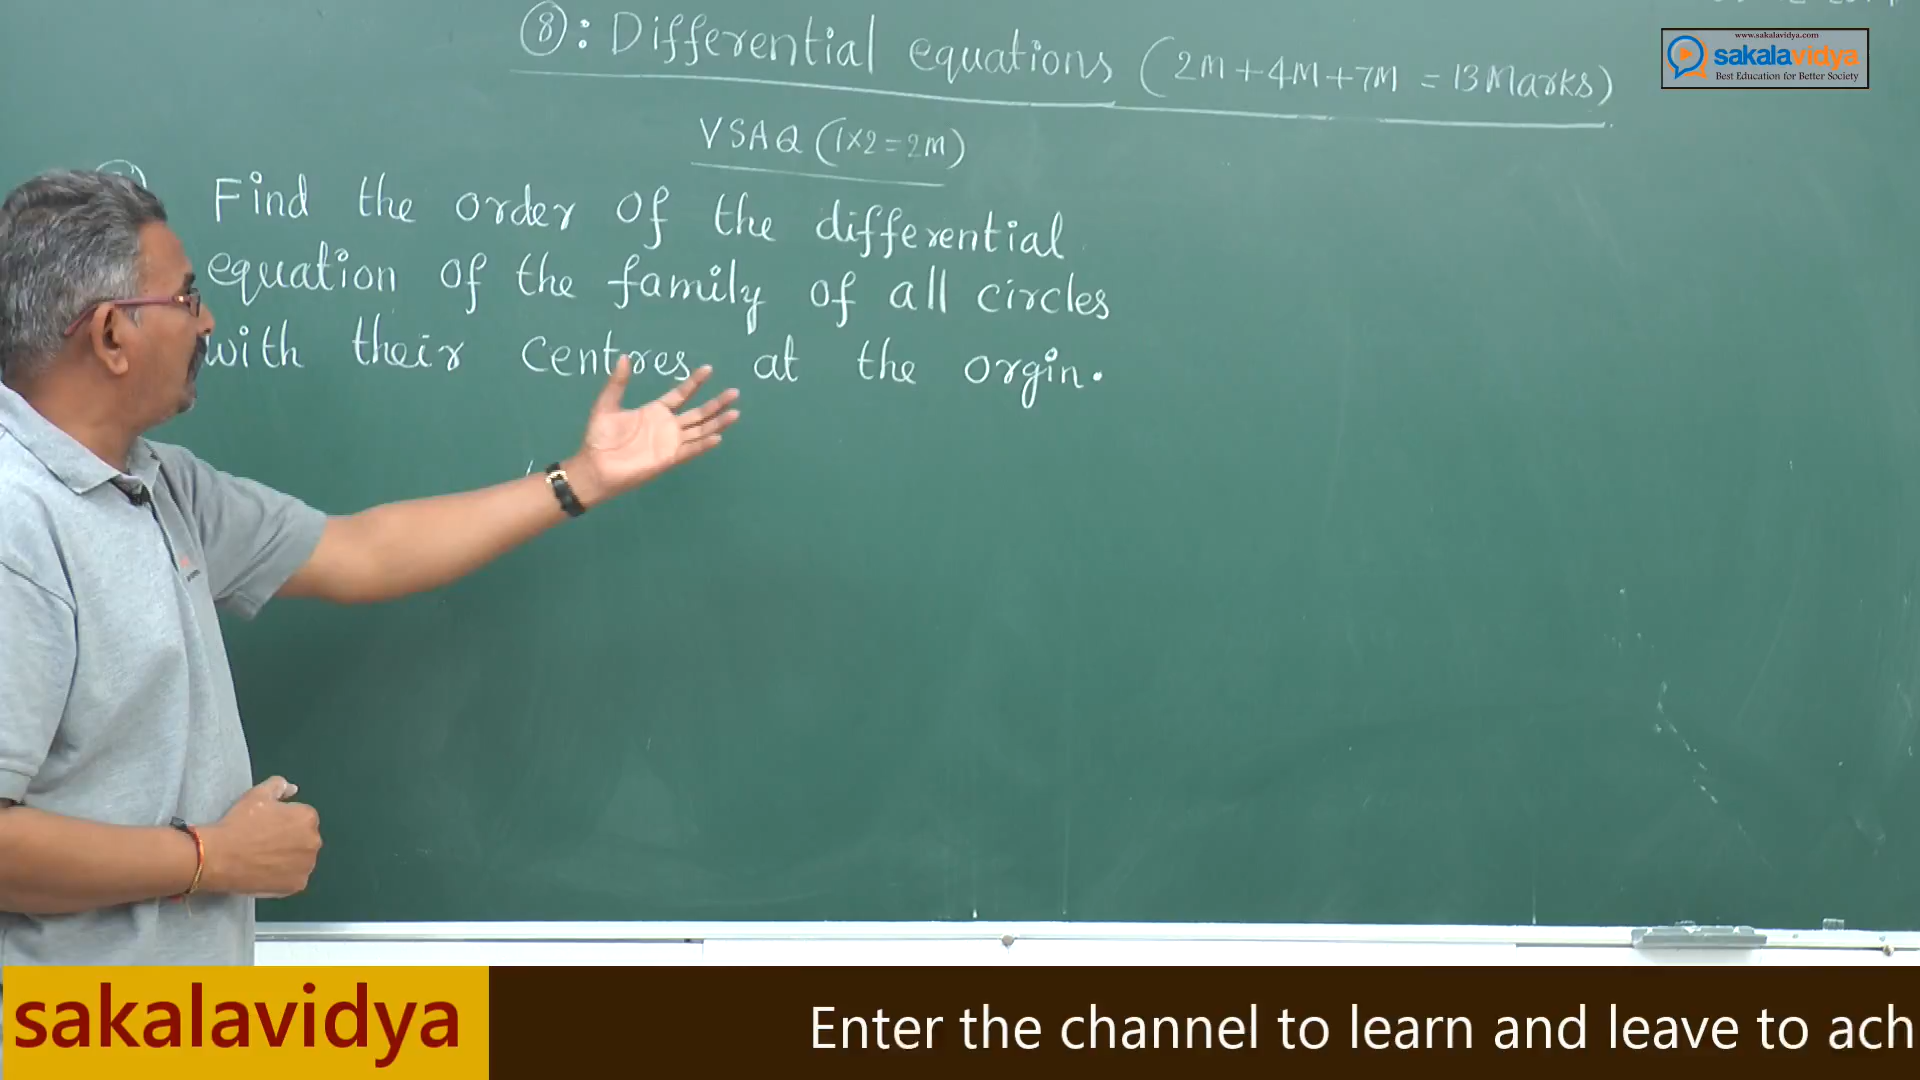 ⑧: Differential equations (2M+4M+7M = 13 Marks)
www.sakalavidya.com
sakalavidya
Best Education for Better Society
VSAQ (1×2=2M)
Find the order of the differential
equation of the family of all circles
with their Centres at the orgin.
sakalavidya
Enter the channel to learn and leave to ach